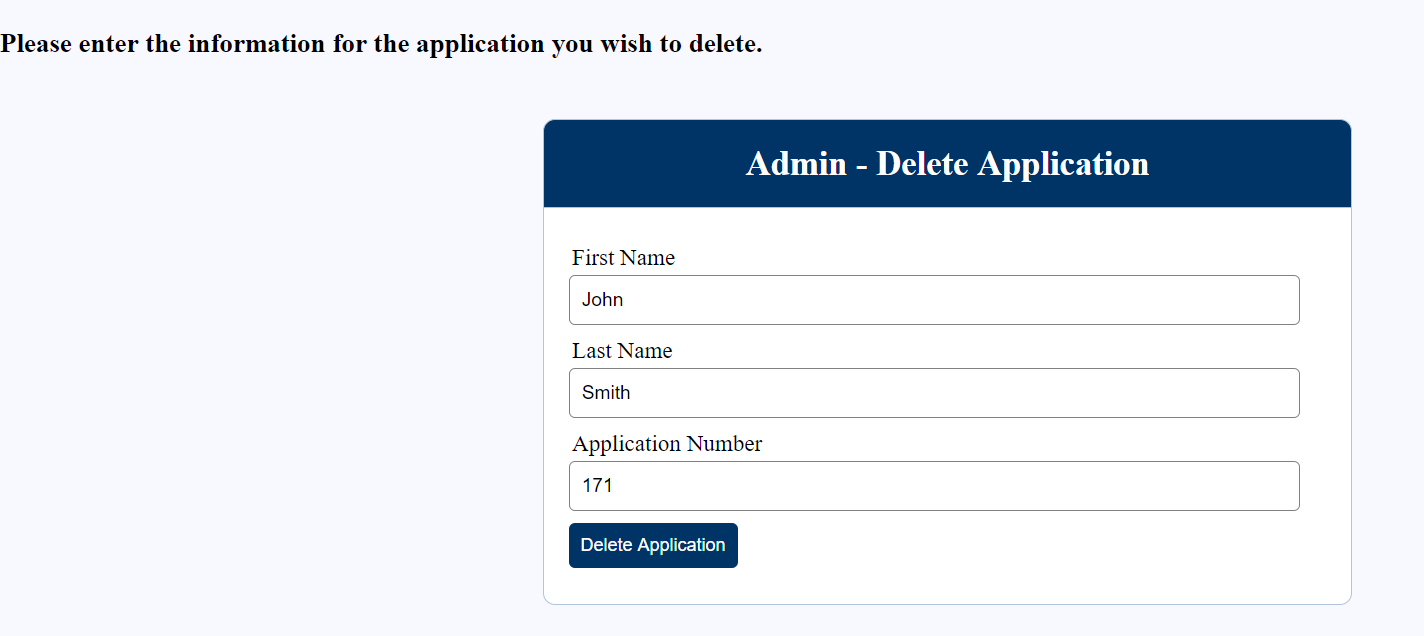 Please enter the information for the application you wish to delete.
Admin - Delete Application
First Name
John
Last Name
Smith
Application Number
171
Delete Application